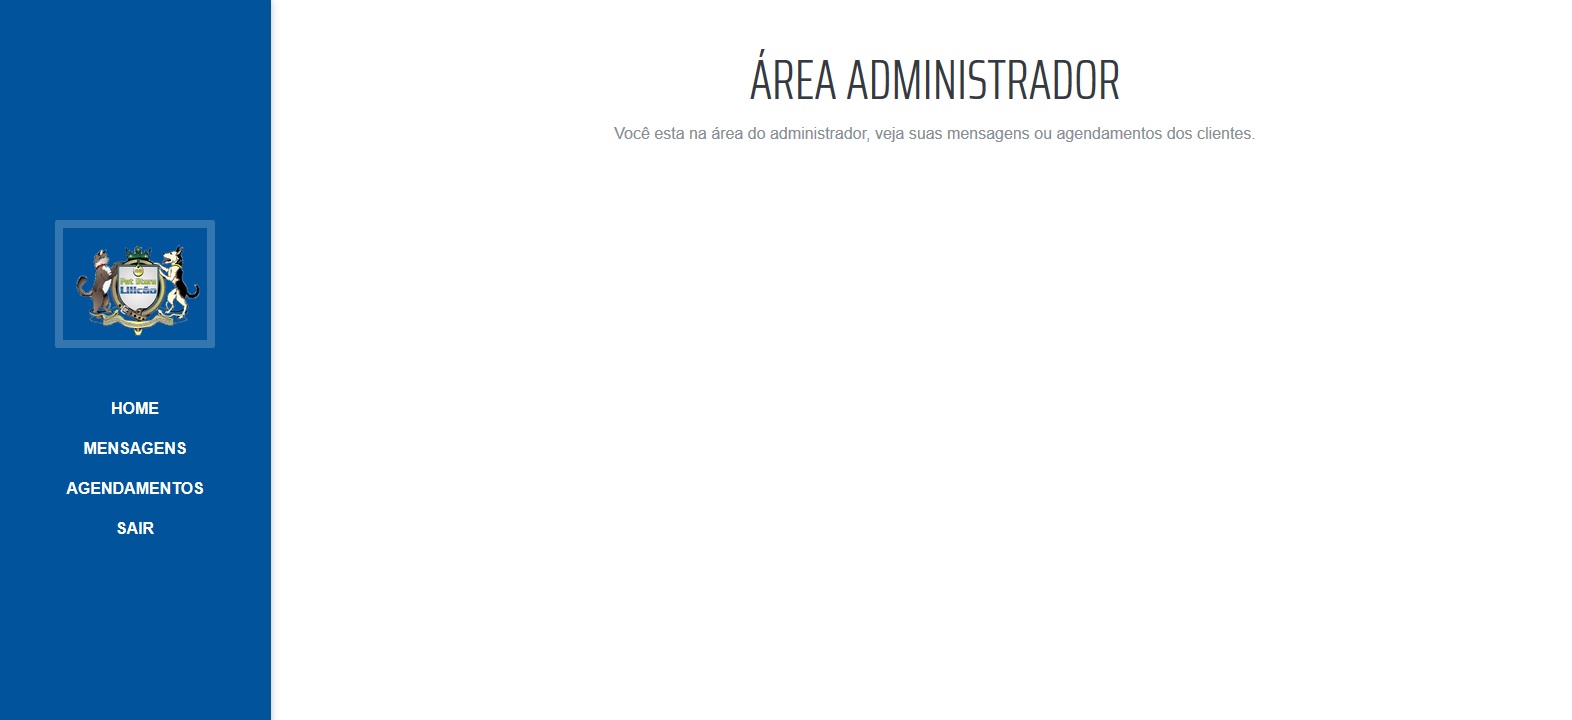 ÁREA ADMINISTRADOR
Você esta na área do administrador, veja suas mensagens ou agendamentos dos clientes.
Pet Store
Lilicão
HOME
MENSAGENS
AGENDAMENTOS
SAIR